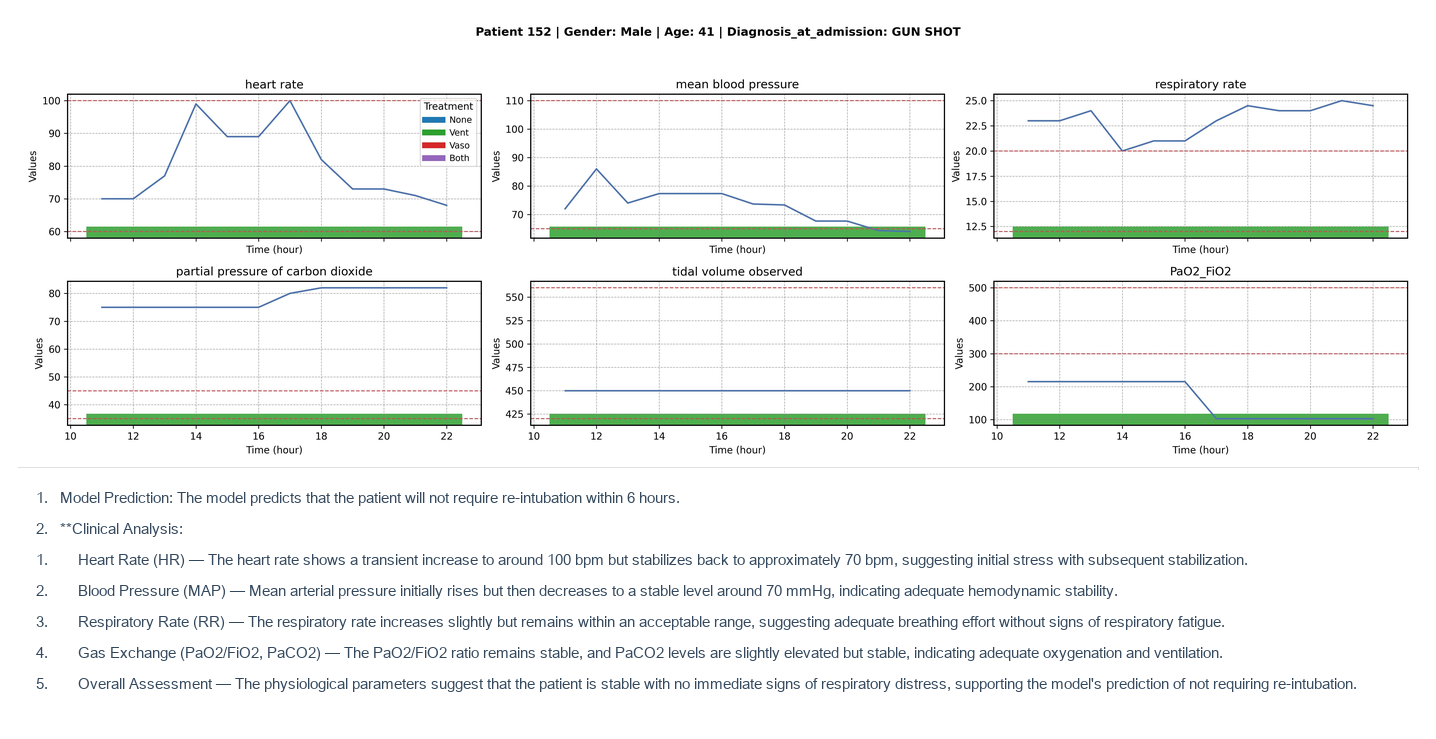 Patient 152 | Gender: Male | Age: 41 | Diagnosis_at_admission: GUN SHOT
heart rate
100
90
80
70
60
Values
Time (hour)
Treatment
None
Vent
Vaso
Both
mean blood pressure
110
100
90
80
70
Values
Time (hour)
respiratory rate
25.0
22.5
20.0
17.5
15.0
12.5
Values
Time (hour)
partial pressure of carbon dioxide
80
70
60
50
40
Values
10 12 14 16 18 20 22
Time (hour)
tidal volume observed
550
525
500
475
450
425
Values
10 12 14 16 18 20 22
Time (hour)
PaO2_FiO2
500
400
300
200
100
Values
10 12 14 16 18 20 22
Time (hour)
1. Model Prediction: The model predicts that the patient will not require re-intubation within 6 hours.
2. **Clinical Analysis:
1. Heart Rate (HR) — The heart rate shows a transient increase to around 100 bpm but stabilizes back to approximately 70 bpm, suggesting initial stress with subsequent stabilization.
2. Blood Pressure (MAP) — Mean arterial pressure initially rises but then decreases to a stable level around 70 mmHg, indicating adequate hemodynamic stability.
3. Respiratory Rate (RR) — The respiratory rate increases slightly but remains within an acceptable range, suggesting adequate breathing effort without signs of respiratory fatigue.
4. Gas Exchange (PaO2/FiO2, PaCO2) — The PaO2/FiO2 ratio remains stable, and PaCO2 levels are slightly elevated but stable, indicating adequate oxygenation and ventilation.
5. Overall Assessment — The physiological parameters suggest that the patient is stable with no immediate signs of respiratory distress, supporting the model's prediction of not requiring re-intubation.